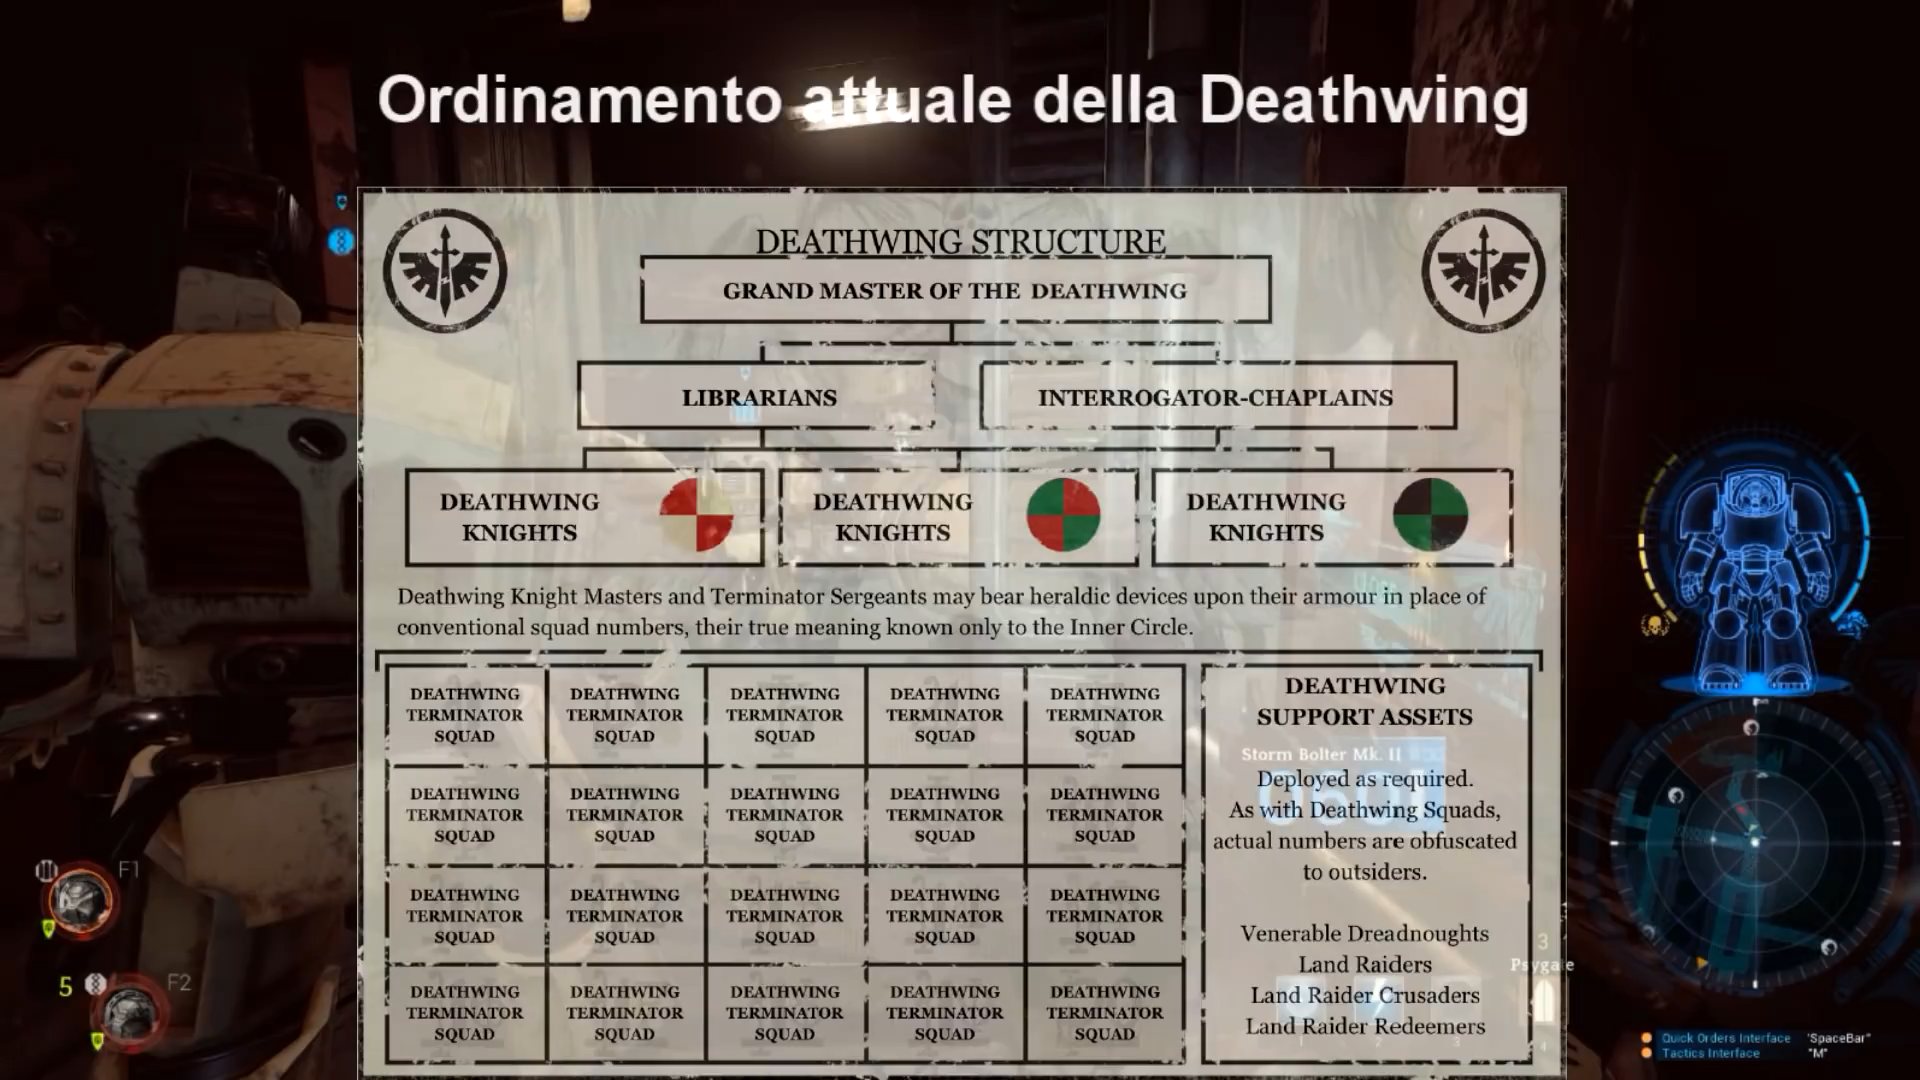 Ordinamento attuale della Deathwing
DEATHWING STRUCTURE
GRAND MASTER OF THE DEATHWING
LIBRARIANS
INTERROGATOR-CHAPLAINS
DEATHWING
KNIGHTS
DEATHWING
KNIGHTS
DEATHWING
KNIGHTS
Deathwing Knight Masters and Terminator Sergeants may bear heraldic devices upon their armour in place of
conventional squad numbers, their true meaning known only to the Inner Circle.
DEATHWING
TERMINATOR
SQUAD
DEATHWING
TERMINATOR
SQUAD
DEATHWING
TERMINATOR
SQUAD
DEATHWING
TERMINATOR
SQUAD
DEATHWING
TERMINATOR
SQUAD
DEATHWING
TERMINATOR
SQUAD
DEATHWING
TERMINATOR
SQUAD
DEATHWING
TERMINATOR
SQUAD
DEATHWING
TERMINATOR
SQUAD
DEATHWING
TERMINATOR
SQUAD
DEATHWING
TERMINATOR
SQUAD
DEATHWING
TERMINATOR
SQUAD
DEATHWING
TERMINATOR
SQUAD
DEATHWING
TERMINATOR
SQUAD
DEATHWING
TERMINATOR
SQUAD
DEATHWING
TERMINATOR
SQUAD
DEATHWING
TERMINATOR
SQUAD
DEATHWING
TERMINATOR
SQUAD
DEATHWING
TERMINATOR
SQUAD
DEATHWING
TERMINATOR
SQUAD
DEATHWING
SUPPORT ASSETS
Storm Bolter Mk. II
Deployed as required.
As with Deathwing Squads,
actual numbers are obfuscated
to outsiders.
Venerable Dreadnoughts
Land Raiders
Land Raider Crusaders
Land Raider Redeemers
3
Psygate
F1
5
F2
Quick Orders Interface 'SpaceBar"
Tactics Interface "M"